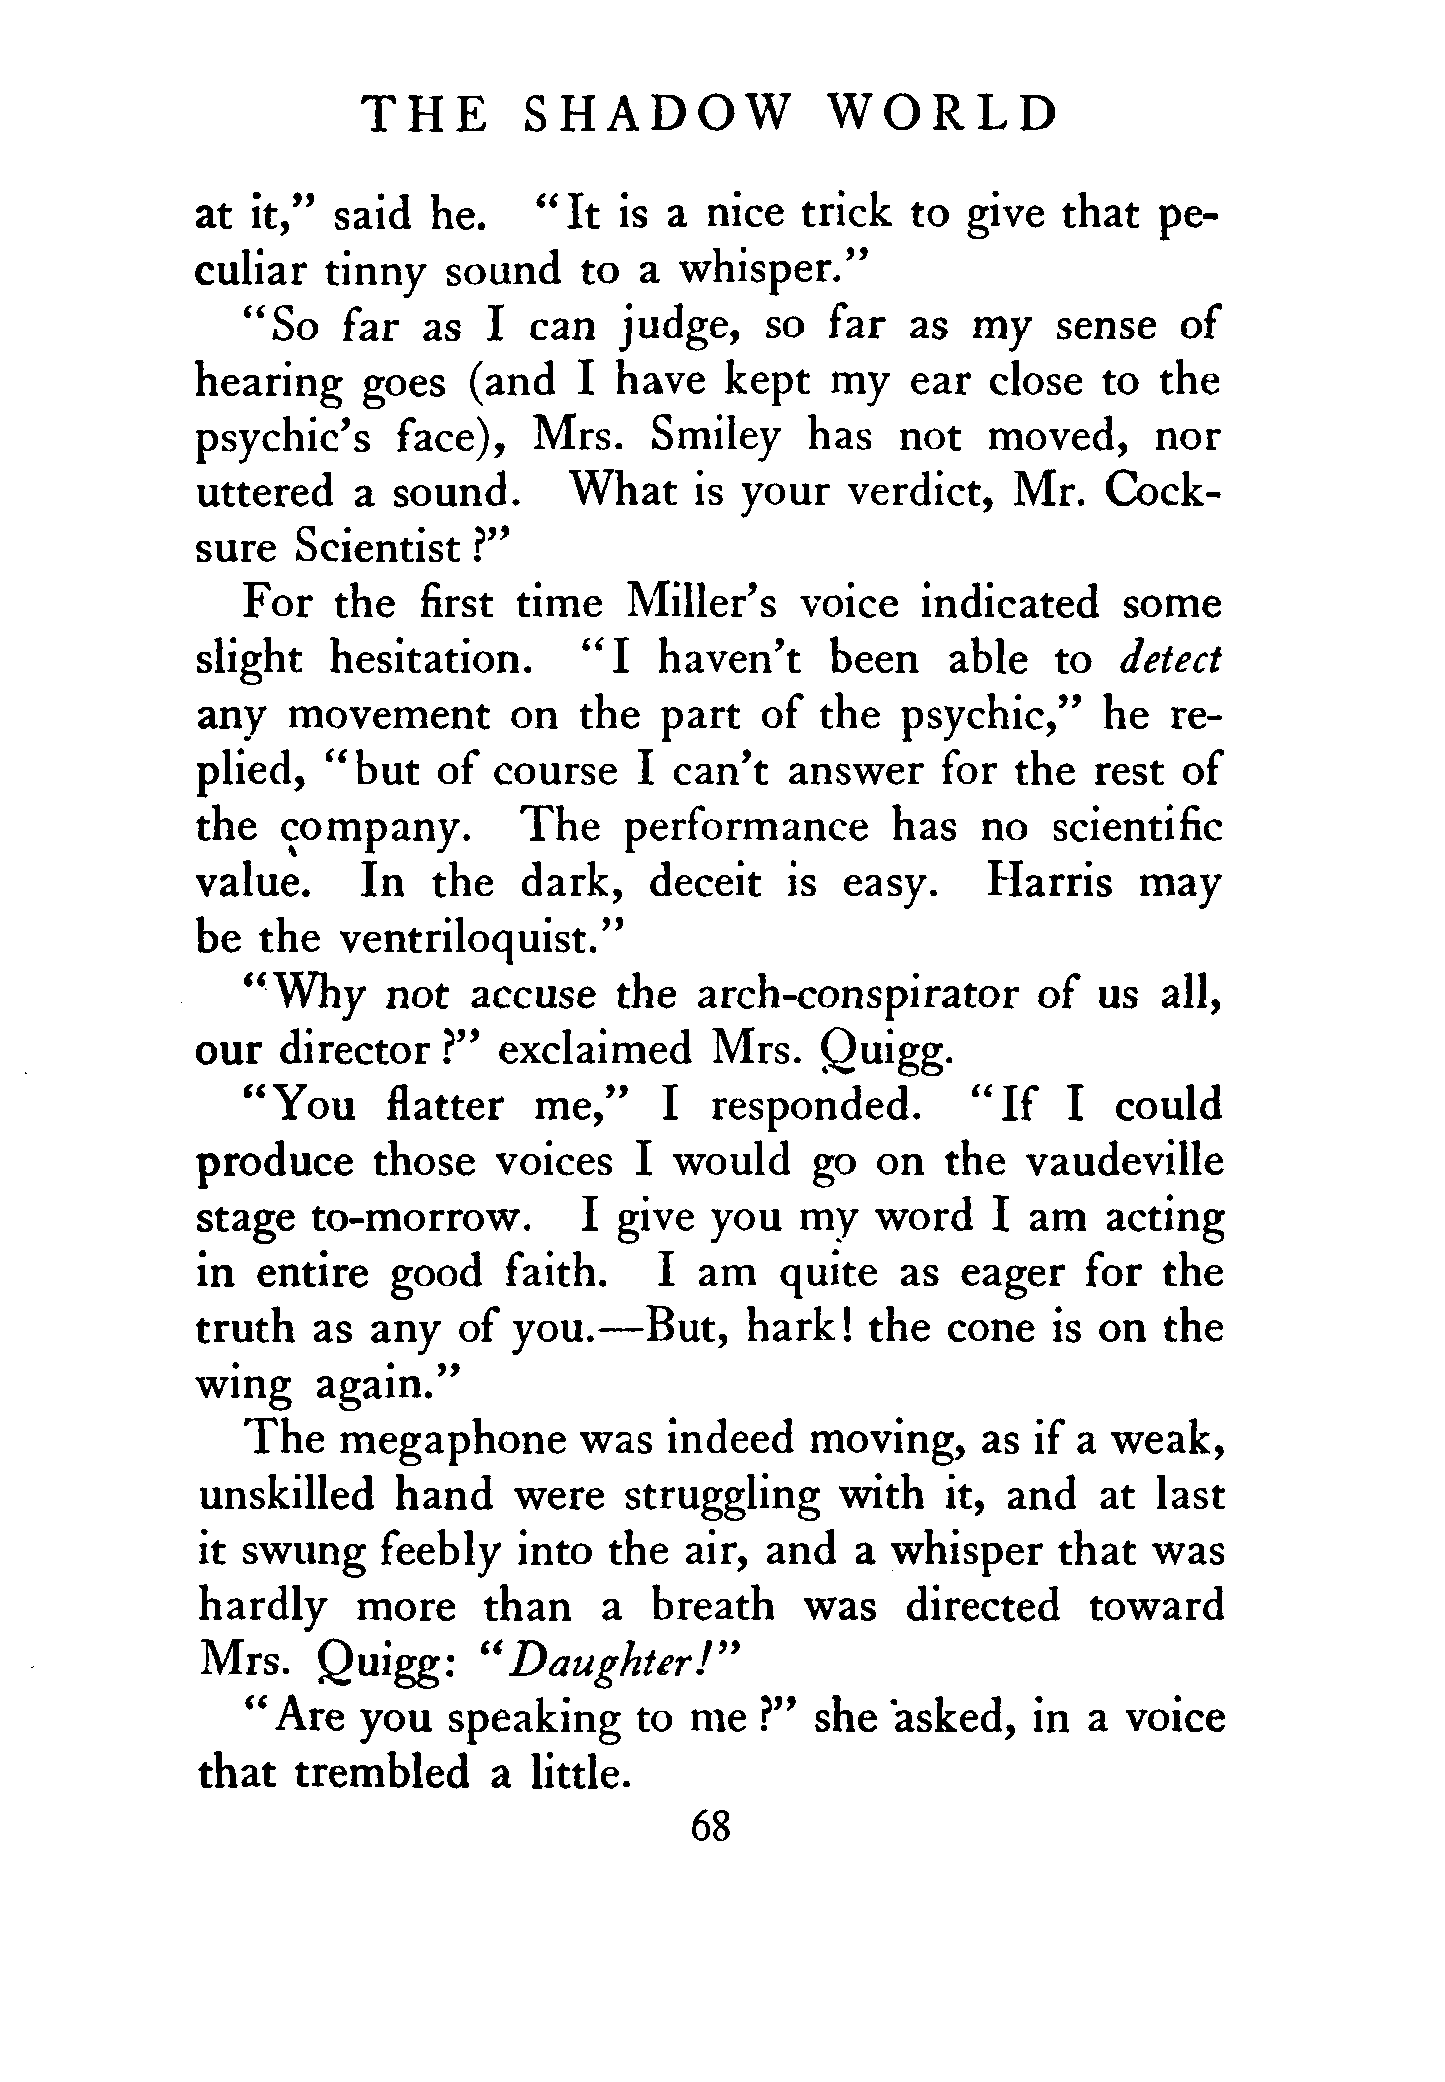 THE SHADOW WORLD
at it,” said he. “It is a nice trick to give that pe-
culiar tinny sound to a whisper.”
“So far as I can judge, so far as my sense of
hearing goes (and I have kept my ear close to the
psychic’s face), Mrs. Smiley has not moved, nor
uttered a sound. What is your verdict, Mr. Cock-
sure Scientist?”
For the first time Miller’s voice indicated some
slight hesitation. “I haven’t been able to detect
any movement on the part of the psychic,” he re-
plied, “but of course I can’t answer for the rest of
the company. The performance has no scientific
value. In the dark, deceit is easy. Harris may
be the ventriloquist.”
“Why not accuse the arch-conspirator of us all,
our director?” exclaimed Mrs. Quigg.
“You flatter me,” I responded. “If I could
produce those voices I would go on the vaudeville
stage to-morrow. I give you my word I am acting
in entire good faith. I am quite as eager for the
truth as any of you.—But, hark! the cone is on the
wing again.”
The megaphone was indeed moving, as if a weak,
unskilled hand were struggling with it, and at last
it swung feebly into the air, and a whisper that was
hardly more than a breath was directed toward
Mrs. Quigg: “Daughter!”
“Are you speaking to me?” she asked, in a voice
that trembled a little.
68